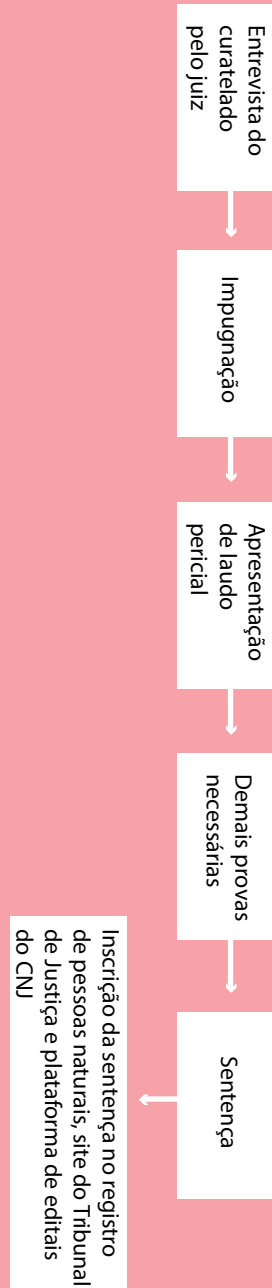 Entrevista do
curatelado
pelo juiz
Impugnação
Apresentação
de laudo
pericial
Demais provas
necessárias
Sentença
Inscrição da sentença no registro
de pessoas naturais, site do Tribunal
de Justiça e plataforma de editais
do CNJ